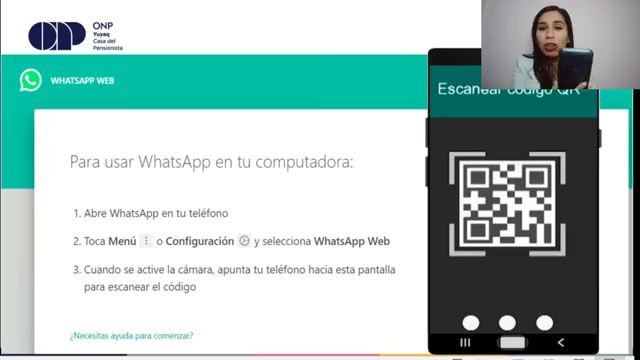 ONP
ONP
Yuyaq
Casa del
Pensionista
WHATSAPP WEB
Escanear código QR
Para usar WhatsApp en tu computadora:
1. Abre WhatsApp en tu teléfono
2. Toca Menú o Configuración y selecciona WhatsApp Web
3. Cuando se active la cámara, apunta tu teléfono hacia esta pantalla
para escanear el código
¿Necesitas ayuda para comenzar?